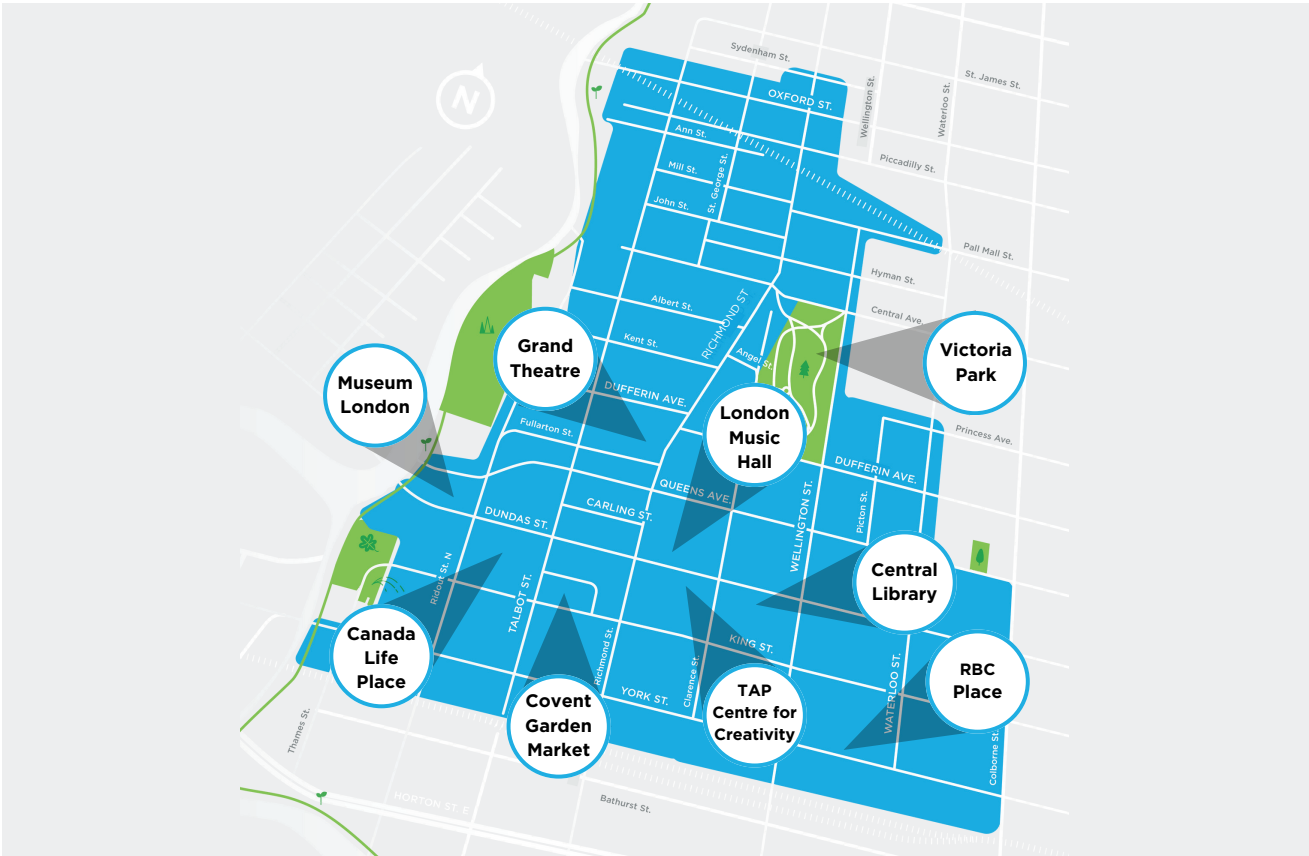 Sydenham St.
St. James St.
N
OXFORD ST.
Wellington St.
Waterloo St.
Ann St.
Piccadilly St.
Mill St.
St. George St.
John St.
Pall Mall St.
Hyman St.
Albert St.
RICHMOND ST
Central Ave.
Kent St.
Angel St.
Grand
Theatre
Victoria
Park
Museum
London
DUFFERIN AVE.
London
Music
Hall
Fullarton St.
Princess Ave.
DUFFERIN AVE.
QUEENS AVE.
CARLING ST.
DUNDAS ST.
WELLINGTON ST.
Picton St.
Ridout St. N
TALBOT ST.
Central
Library
Canada
Life
Place
Richmond St.
KING ST.
Clarence St.
WATERLOO ST.
RBC
Place
YORK ST.
Covent
Garden
Market
TAP
Centre for
Creativity
Thames St.
Colborne St.
HORTON ST. E
Bathurst St.